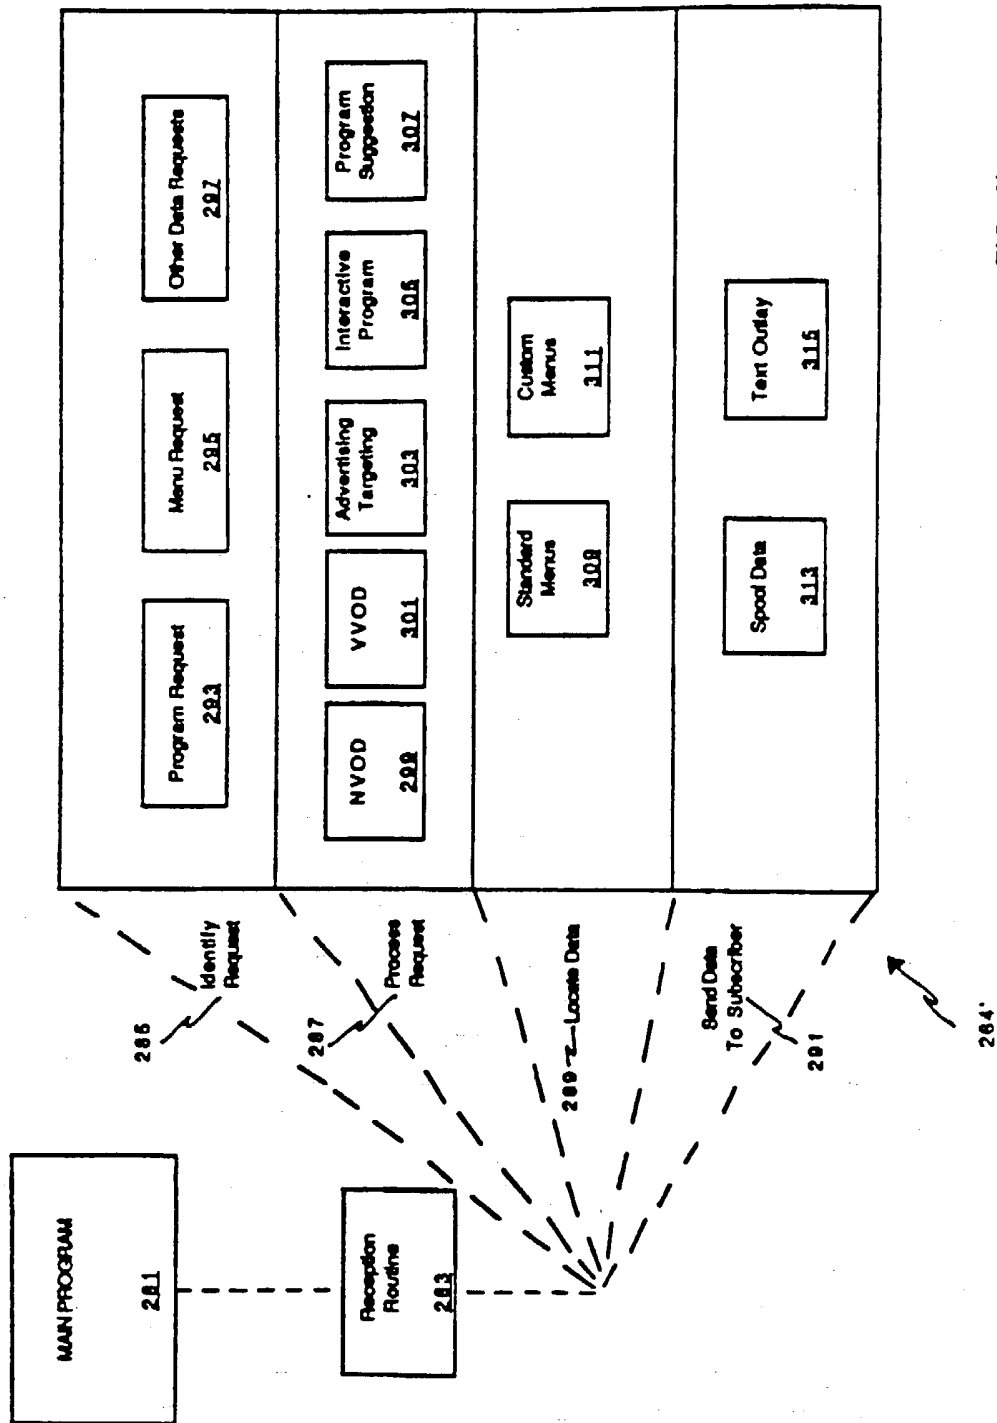 MAIN PROGRAM
281
Reception
Routine
283
285
Identify
Request
287
Process
Request
289
Locate Data
Send Data
To Subscriber
291
284'
Program Request
293
Menu Request
295
Other Data Requests
297
NVOD
299
VVOD
301
Advertising
Targeting
303
Interactive
Program
305
Program
Suggestion
307
Standard
Menus
309
Custom
Menus
311
Spool Data
313
Text Outlay
315